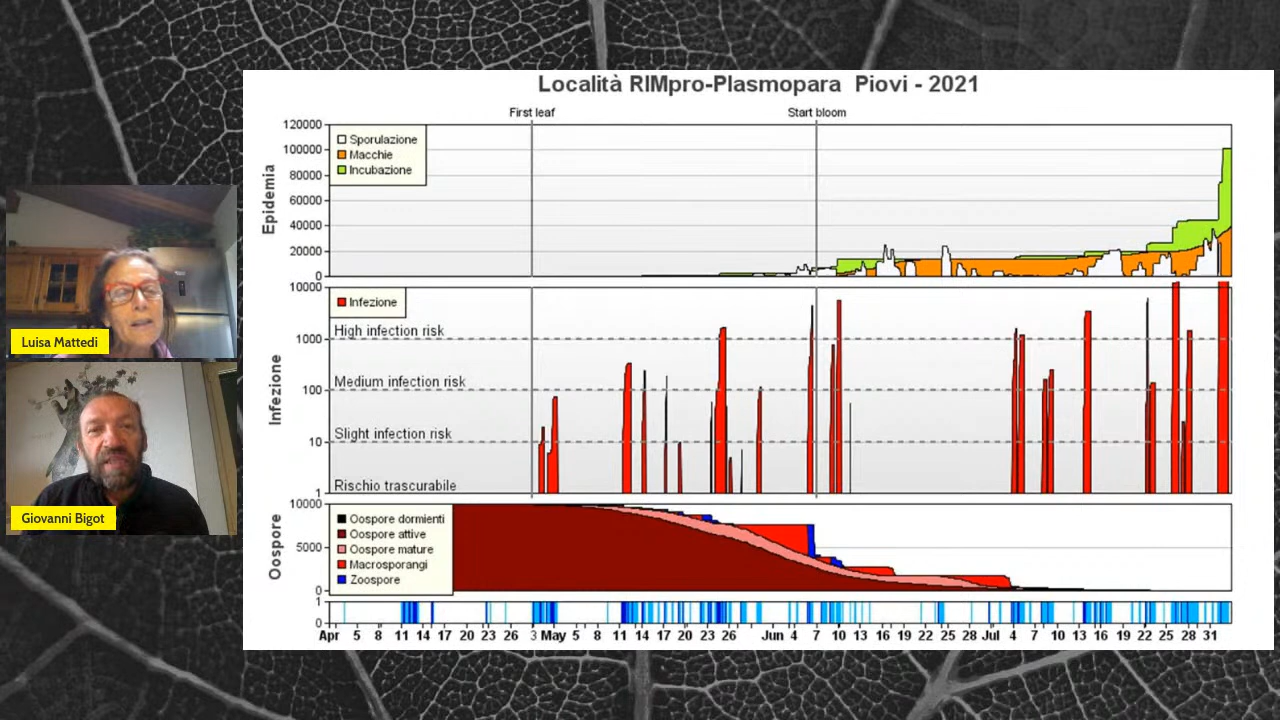 Località RIMpro-Plasmopara Piovi - 2021
First leaf
Start bloom
Epidemia
120000
100000
80000
60000
40000
20000
0
Sporulazione
Macchie
Incubazione
Infezione
10000
1000
100
10
1
Infezione
High infection risk
Medium infection risk
Slight infection risk
Rischio trascurabile
Oospore
10000
5000
0
Oospore dormienti
Oospore attive
Oospore mature
Macrosporangi
Zoospore
1
0
Apr 5 8 11 14 17 20 23 26 3 May 5 8 11 14 17 20 23 26 Jun 4 7 10 13 16 19 22 25 28 Jul 4 7 10 13 16 19 22 25 28 31
Luisa Mattedi
Giovanni Bigot